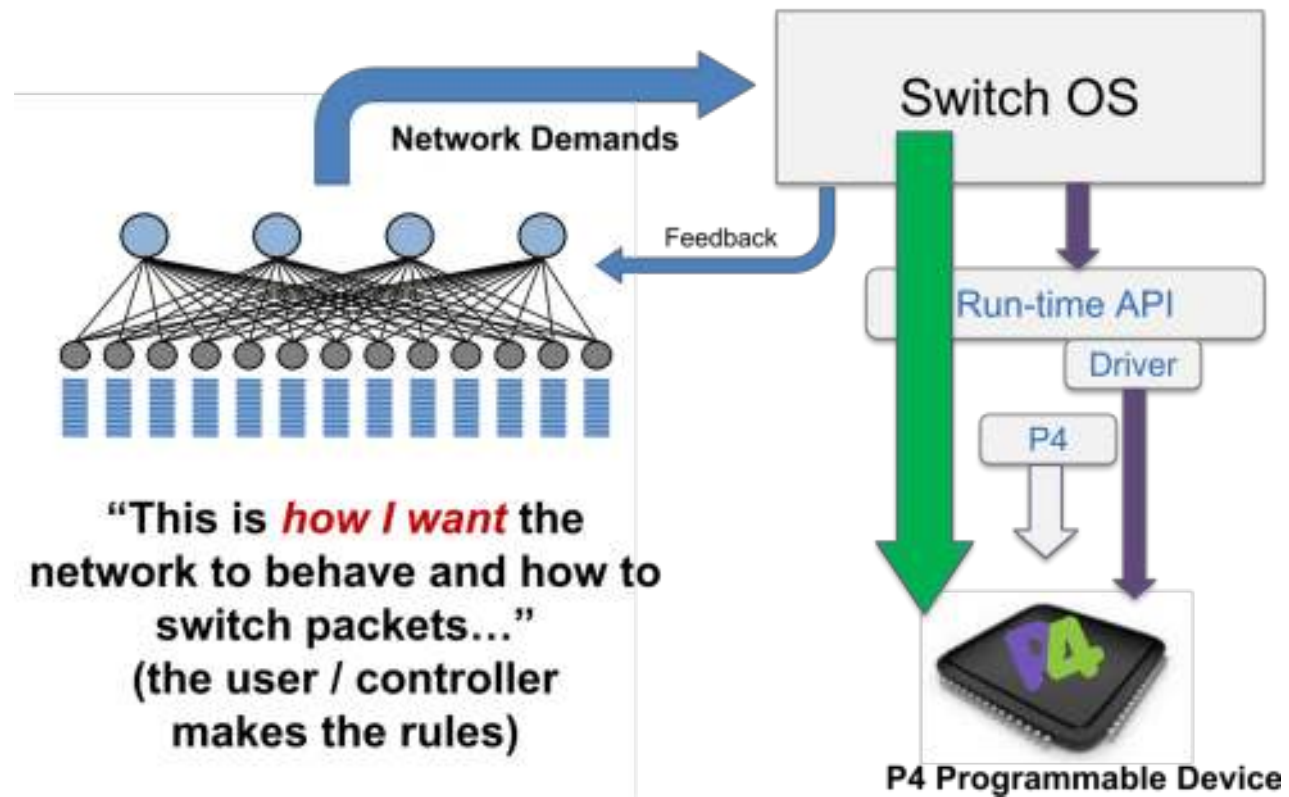 Switch OS
Network Demands
Feedback
Run-time API
Driver
P4
“This is how I want the
network to behave and how to
switch packets…”
(the user / controller
makes the rules)
P4
P4 Programmable Device